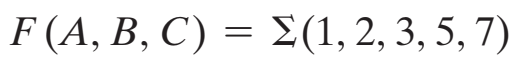 F(A, B, C) = Σ(1, 2, 3, 5, 7)